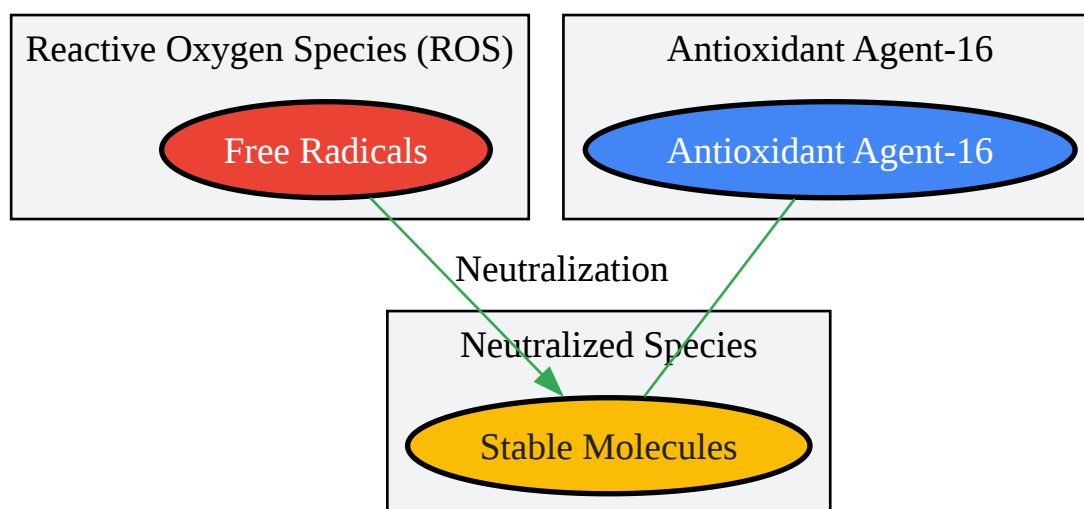 Reactive Oxygen Species (ROS)
Antioxidant Agent-16
Free Radicals
Antioxidant Agent-16
Neutralization
Neutralized Species
Stable Molecules